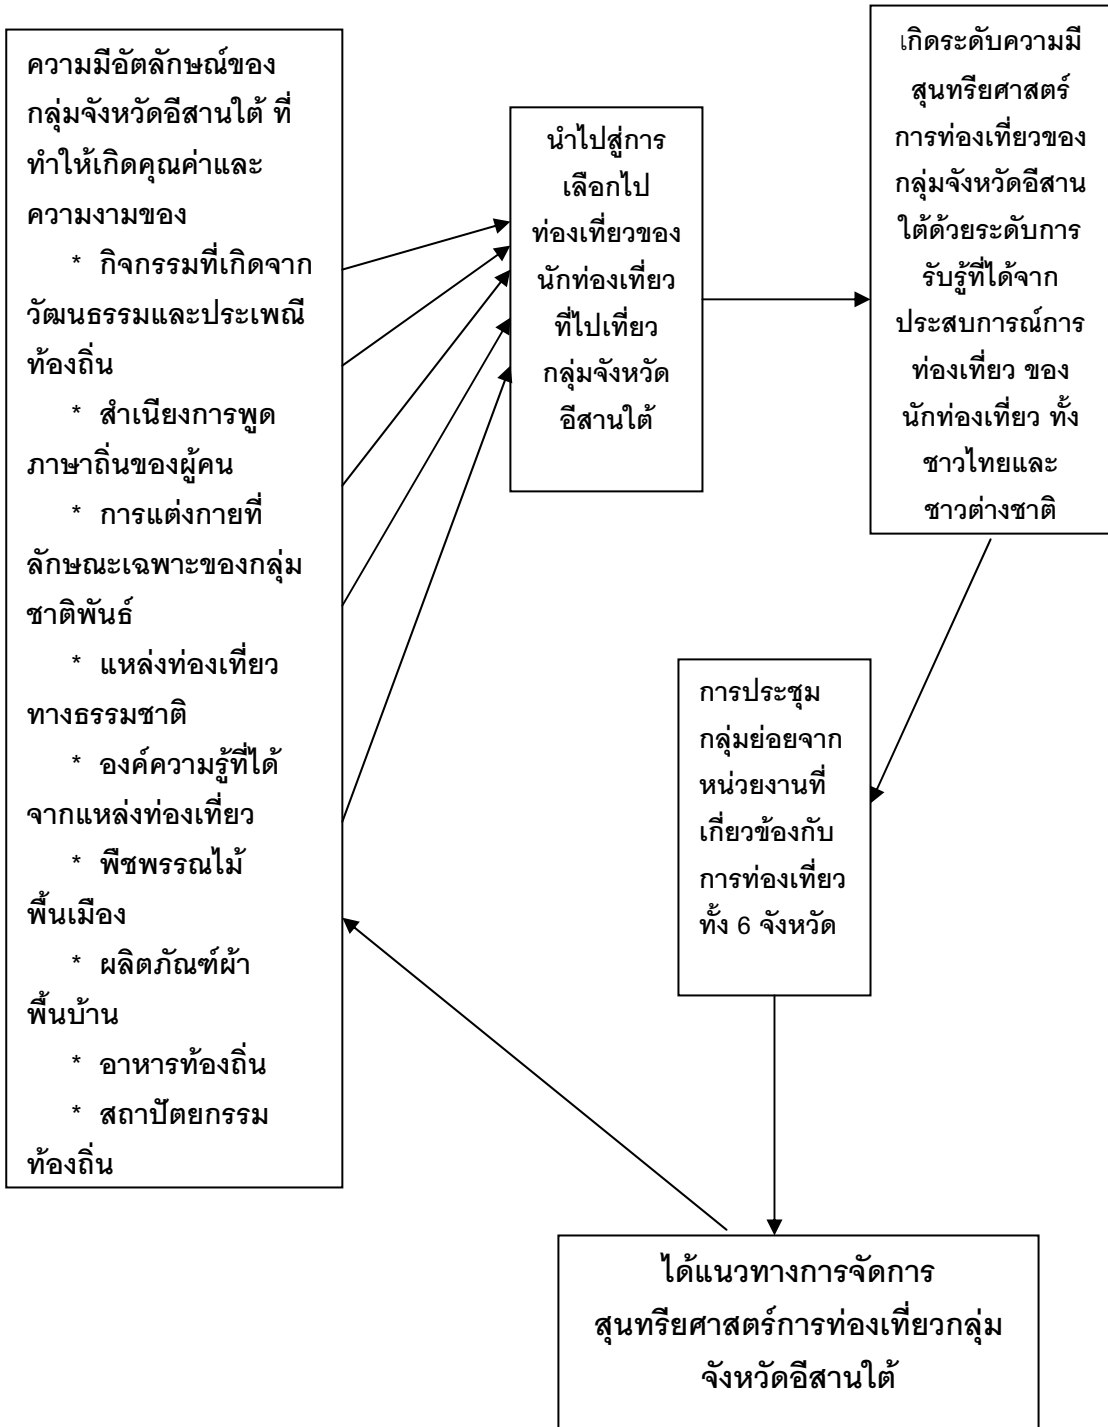 ความมีอัตลักษณ์ของ
กลุ่มจังหวัดอีสานใต้ ที่
ทำให้เกิดคุณค่าและ
ความงามของ
* กิจกรรมที่เกิดจาก
วัฒนธรรมและประเพณี
ท้องถิ่น
* สำเนียงการพูด
ภาษาถิ่นของผู้คน
* การแต่งกายที่
ลักษณะเฉพาะของกลุ่ม
ชาติพันธ์
* แหล่งท่องเที่ยว
ทางธรรมชาติ
* องค์ความรู้ที่ได้
จากแหล่งท่องเที่ยว
* พืชพรรณไม้
พื้นเมือง
* ผลิตภัณฑ์ผ้า
พื้นบ้าน
* อาหารท้องถิ่น
* สถาปัตยกรรม
ท้องถิ่น
นำไปสู่การ
เลือกไป
ท่องเที่ยวของ
นักท่องเที่ยว
ที่ไปเที่ยว
กลุ่มจังหวัด
อีสานใต้
เกิดระดับความมี
สุนทรียศาสตร์
การท่องเที่ยวของ
กลุ่มจังหวัดอีสาน
ใต้ด้วยระดับการ
รับรู้ที่ได้จาก
ประสบการณ์การ
ท่องเที่ยว ของ
นักท่องเที่ยว ทั้ง
ชาวไทยและ
ชาวต่างชาติ
การประชุม
กลุ่มย่อยจาก
หน่วยงานที่
เกี่ยวข้องกับ
การท่องเที่ยว
ทั้ง 6 จังหวัด
ได้แนวทางการจัดการ
สุนทรียศาสตร์การท่องเที่ยวกลุ่ม
จังหวัดอีสานใต้